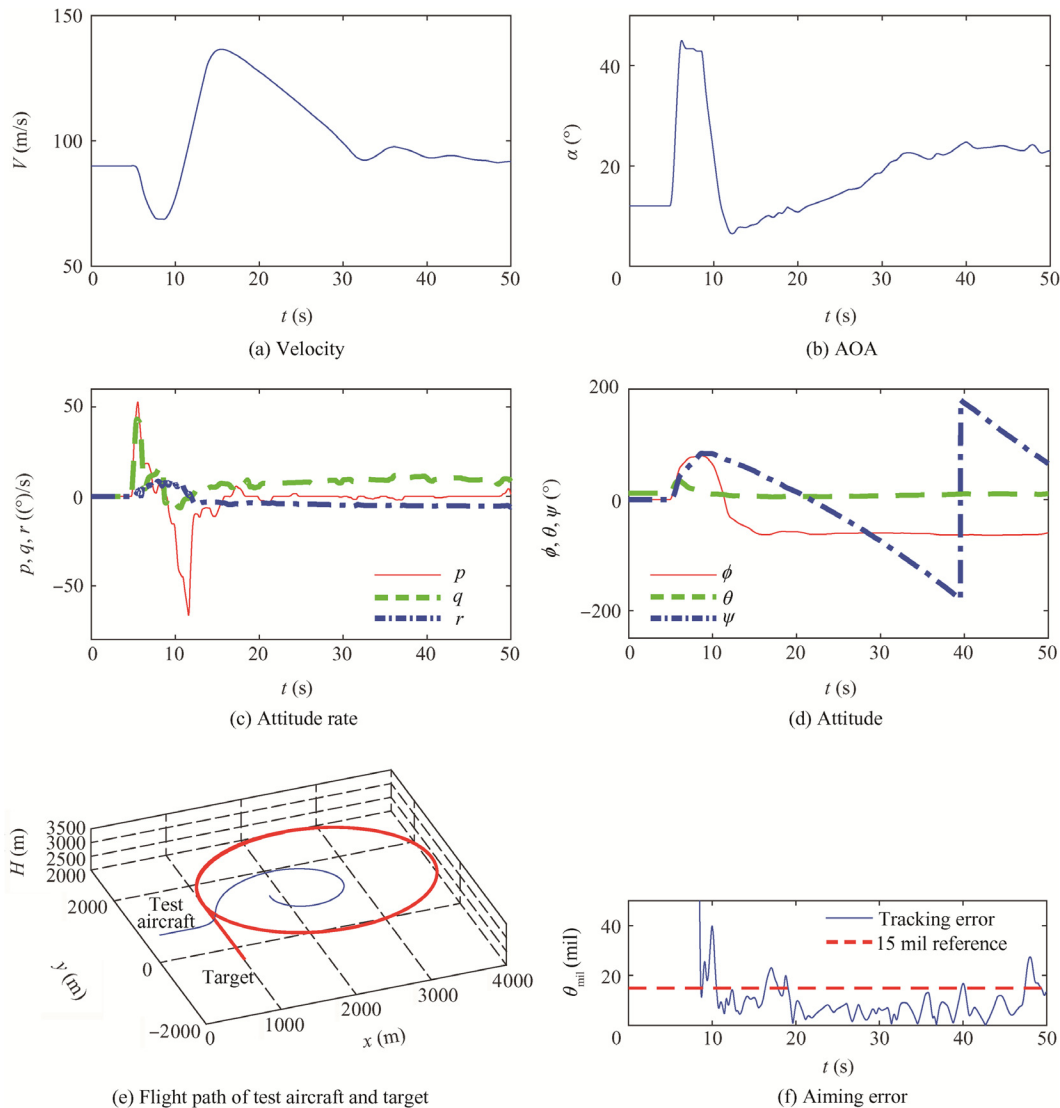 150
100
50
V (m/s)
0 10 20 30 40 50
t (s)
(a) Velocity
40
20
0
α (°)
0 10 20 30 40 50
t (s)
(b) AOA
50
0
−50
p, q, r ((°)/s)
p
q
r
0 10 20 30 40 50
t (s)
(c) Attitude rate
200
0
−200
ϕ, θ, ψ (°)
ϕ
θ
ψ
0 10 20 30 40 50
t (s)
(d) Attitude
H (m)
3500
3000
2500
2000
2000
0
−2000
y (m)
Test
aircraft
Target
0
1000
2000
3000
4000
x (m)
(e) Flight path of test aircraft and target
40
20
0
θmil (mil)
Tracking error
15 mil reference
0 10 20 30 40 50
t (s)
(f) Aiming error